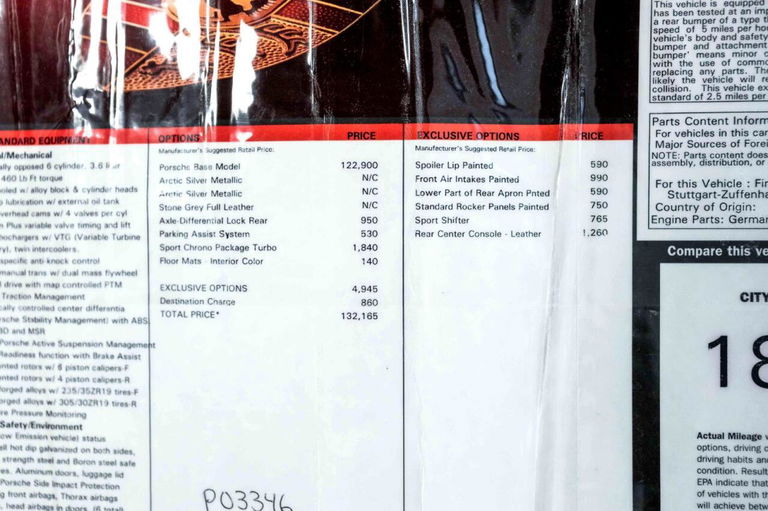 ANDARD EQUIPMENT
l/Mechanical
ally opposed 6 cylinder, 3.6 liter
460 Lb Ft torque
ooled w/ alloy block & cylinder heads
p lubrication w/ external oil tank
verhead cams w/ 4 valves per cyl
m Plus variable valve timing and lift
bochargers w/ VTG (Variable Turbine
ry), twin intercoolers.
specific anti-knock control
manual trans w/ dual mass flywheel
l drive with map controlled PTM
Traction Management
cally controlled center differentia
rsche Stability Management) with ABS,
BD and MSR
Porsche Active Suspension Management
Readiness function with Brake Assist
nted rotors w/ 6 piston calipers-F
nted rotors w/ 4 piston calipers-R
forged alloys w/ 235/35ZR19 tires-F
orged alloys w/ 305/30ZR19 tires-R
re Pressure Monitoring
Safety/Environment
ow Emission vehicle) status
ell hot dip galvanized on both sides,
strength steel and Boron steel safe
es. Aluminum doors, luggage lid
Porsche Side Impact Protection
g front airbags, Thorax airbags
, head airbags in doors, (6 total)
OPTIONS PRICE
Manufacturer's Suggested Retail Price:
Porsche Base Model 122,900
Arctic Silver Metallic N/C
Arctic Silver Metallic N/C
Stone Grey Full Leather N/C
Axle-Differential Lock Rear 950
Parking Assist System 530
Sport Chrono Package Turbo 1,840
Floor Mats - Interior Color 140
EXCLUSIVE OPTIONS 4,945
Destination Charge 860
TOTAL PRICE* 132,165
P03346
EXCLUSIVE OPTIONS PRICE
Manufacturer's Suggested Retail Price:
Spoiler Lip Painted 590
Front Air Intakes Painted 990
Lower Part of Rear Apron Pnted 590
Standard Rocker Panels Painted 750
Sport Shifter 765
Rear Center Console - Leather 1,260
This vehicle is equipped
has been tested at an imp
a rear bumper of a type th
speed of 5 miles per hou
vehicle's body and safety
bumper and attachment
bumper' means minor c
with the use of commo
replacing any parts. The
likely the vehicle will re
collision. This vehicle ex
standard of 2.5 miles per
Parts Content Inform
For vehicles in this car
Major Sources of Forei
NOTE: Parts content does
assembly, distribution, or
For this Vehicle : Fin
Stuttgart-Zuffenha
Country of Origin:
Engine Parts: German
Compare this ve
CITY
18
Actual Mileage w
options, driving c
driving habits and
condition. Result
EPA indicate that
of vehicles with th
will achieve betw